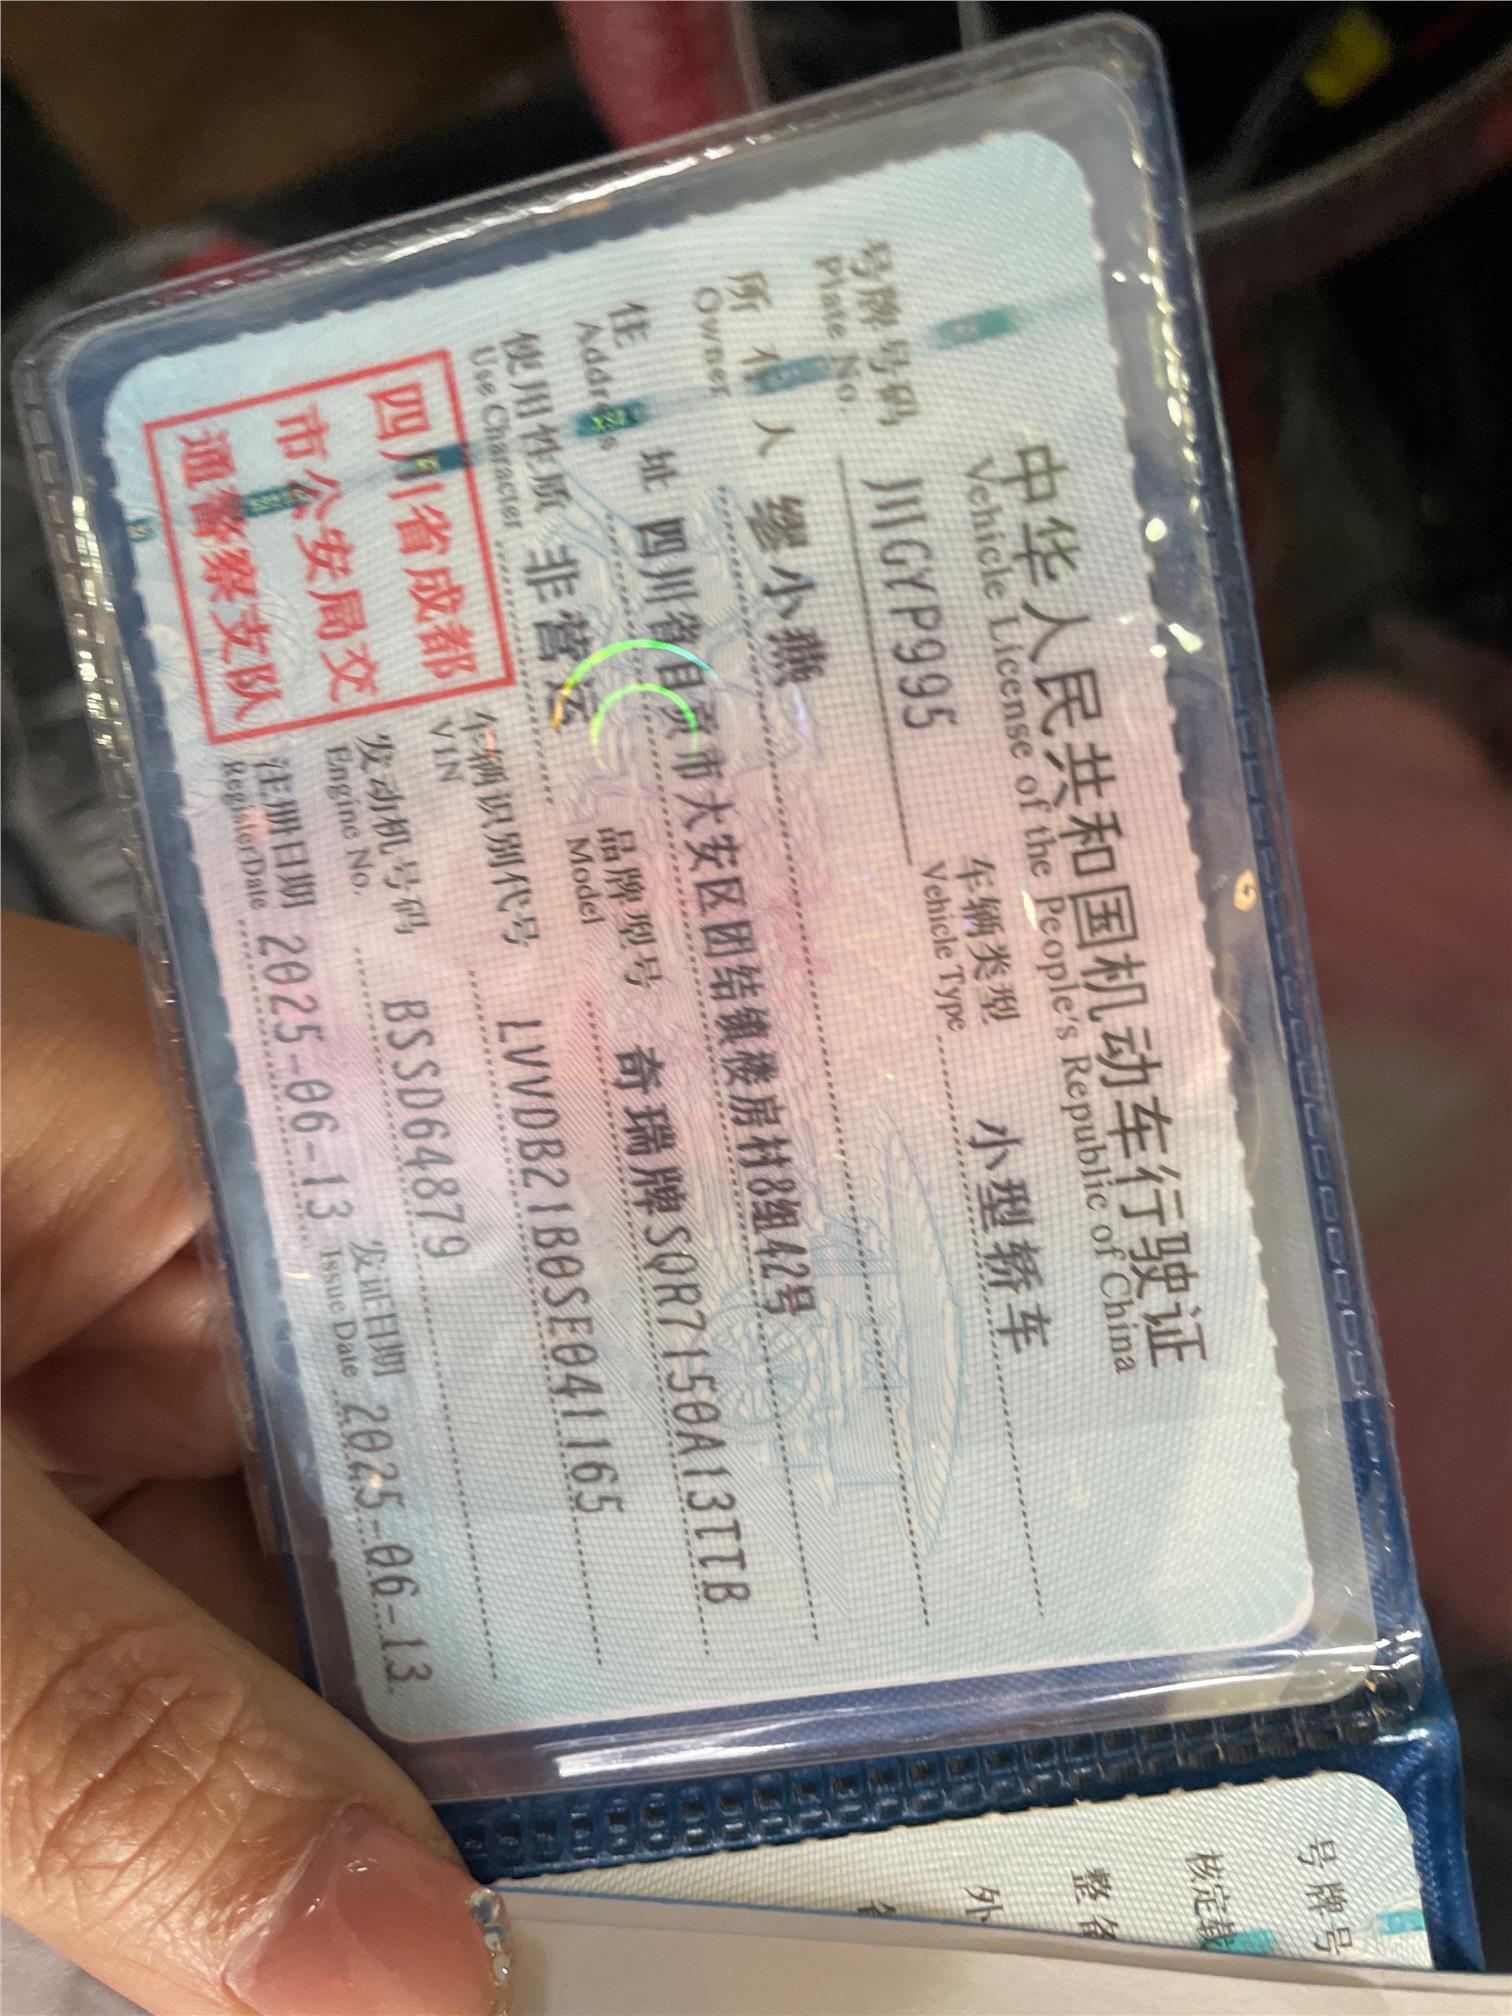 中华人民共和国机动车行驶证
Vehicle License of the People's Republic of China
号牌号码 川GYP995 车辆类型 小型轿车
Plate No. Vehicle Type
所有人 缪小燕
Owner
住址 四川省自贡市大安区团结镇楼房村8组42号
Address
使用性质 非营运 品牌型号 奇瑞牌SQR7150A13TTB
Use Character Model
车辆识别代号 LVVDB21B0SE041165
VIN
发动机号码 BSSD64879
Engine No.
注册日期 2025-06-13 发证日期 2025-06-13
Register Date Issue Date
四川省成都
市公安局交
通警察支队
号牌号
核定载
整备
外